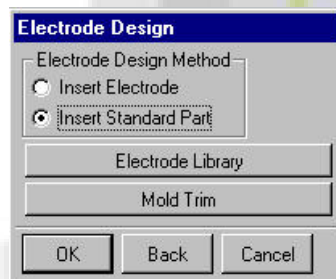 Electrode Design
Electrode Design Method
Insert Electrode
Insert Standard Part
Electrode Library
Mold Trim
OK Back Cancel